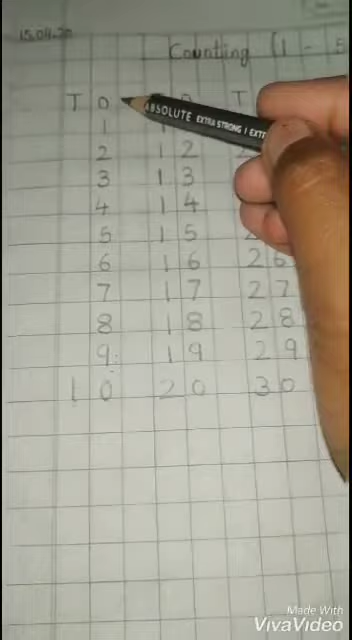 15.04.20
Counting (1 - 5
T O T
1 1
2 1 2 2
3 1 3
4 1 4
5 1 5
6 1 6 2 6
7 1 7 2 7
8 1 8 2 8
9 1 9 2 9
1 0 2 0 3 0
ABSOLUTE EXTRA STRONG
Made With
VivaVideo